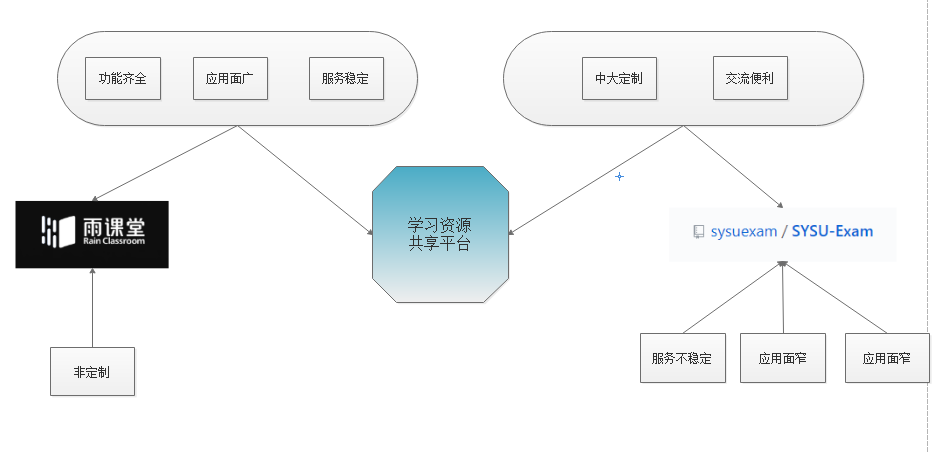 功能齐全
应用面广
服务稳定
中大定制
交流便利
学习资源
共享平台
雨课堂
Rain Classroom
sysuexam / SYSU-Exam
非定制
服务不稳定
应用面窄
应用面窄